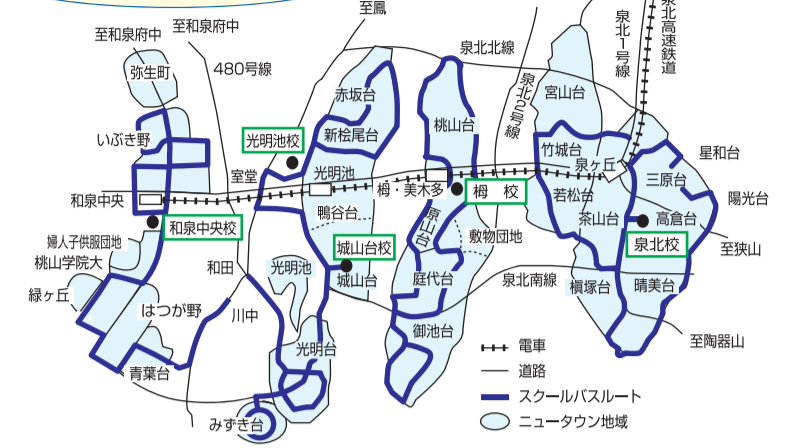 至鳳
至和泉府中
至和泉府中
480号線
泉北北線
泉北1号線
泉北高速鉄道
泉北2号線
弥生町
赤坂台
宮山台
いぶき野
光明池校
新桧尾台
桃山台
竹城台
泉ヶ丘
星和台
室堂
光明池
栂・美木多
栂 校
三原台
陽光台
和泉中央
鴨谷台
若松台
茶山台
高倉台
和泉中央校
原山台
敷物団地
泉北校
至狭山
婦人子供服団地
城山台校
桃山学院大
和田
光明池
城山台
庭代台
泉北南線
槇塚台
晴美台
緑ヶ丘
はつが野
川中
御池台
至陶器山
青葉台
光明台
みずき台
電車
道路
スクールバスルート
ニュータウン地域